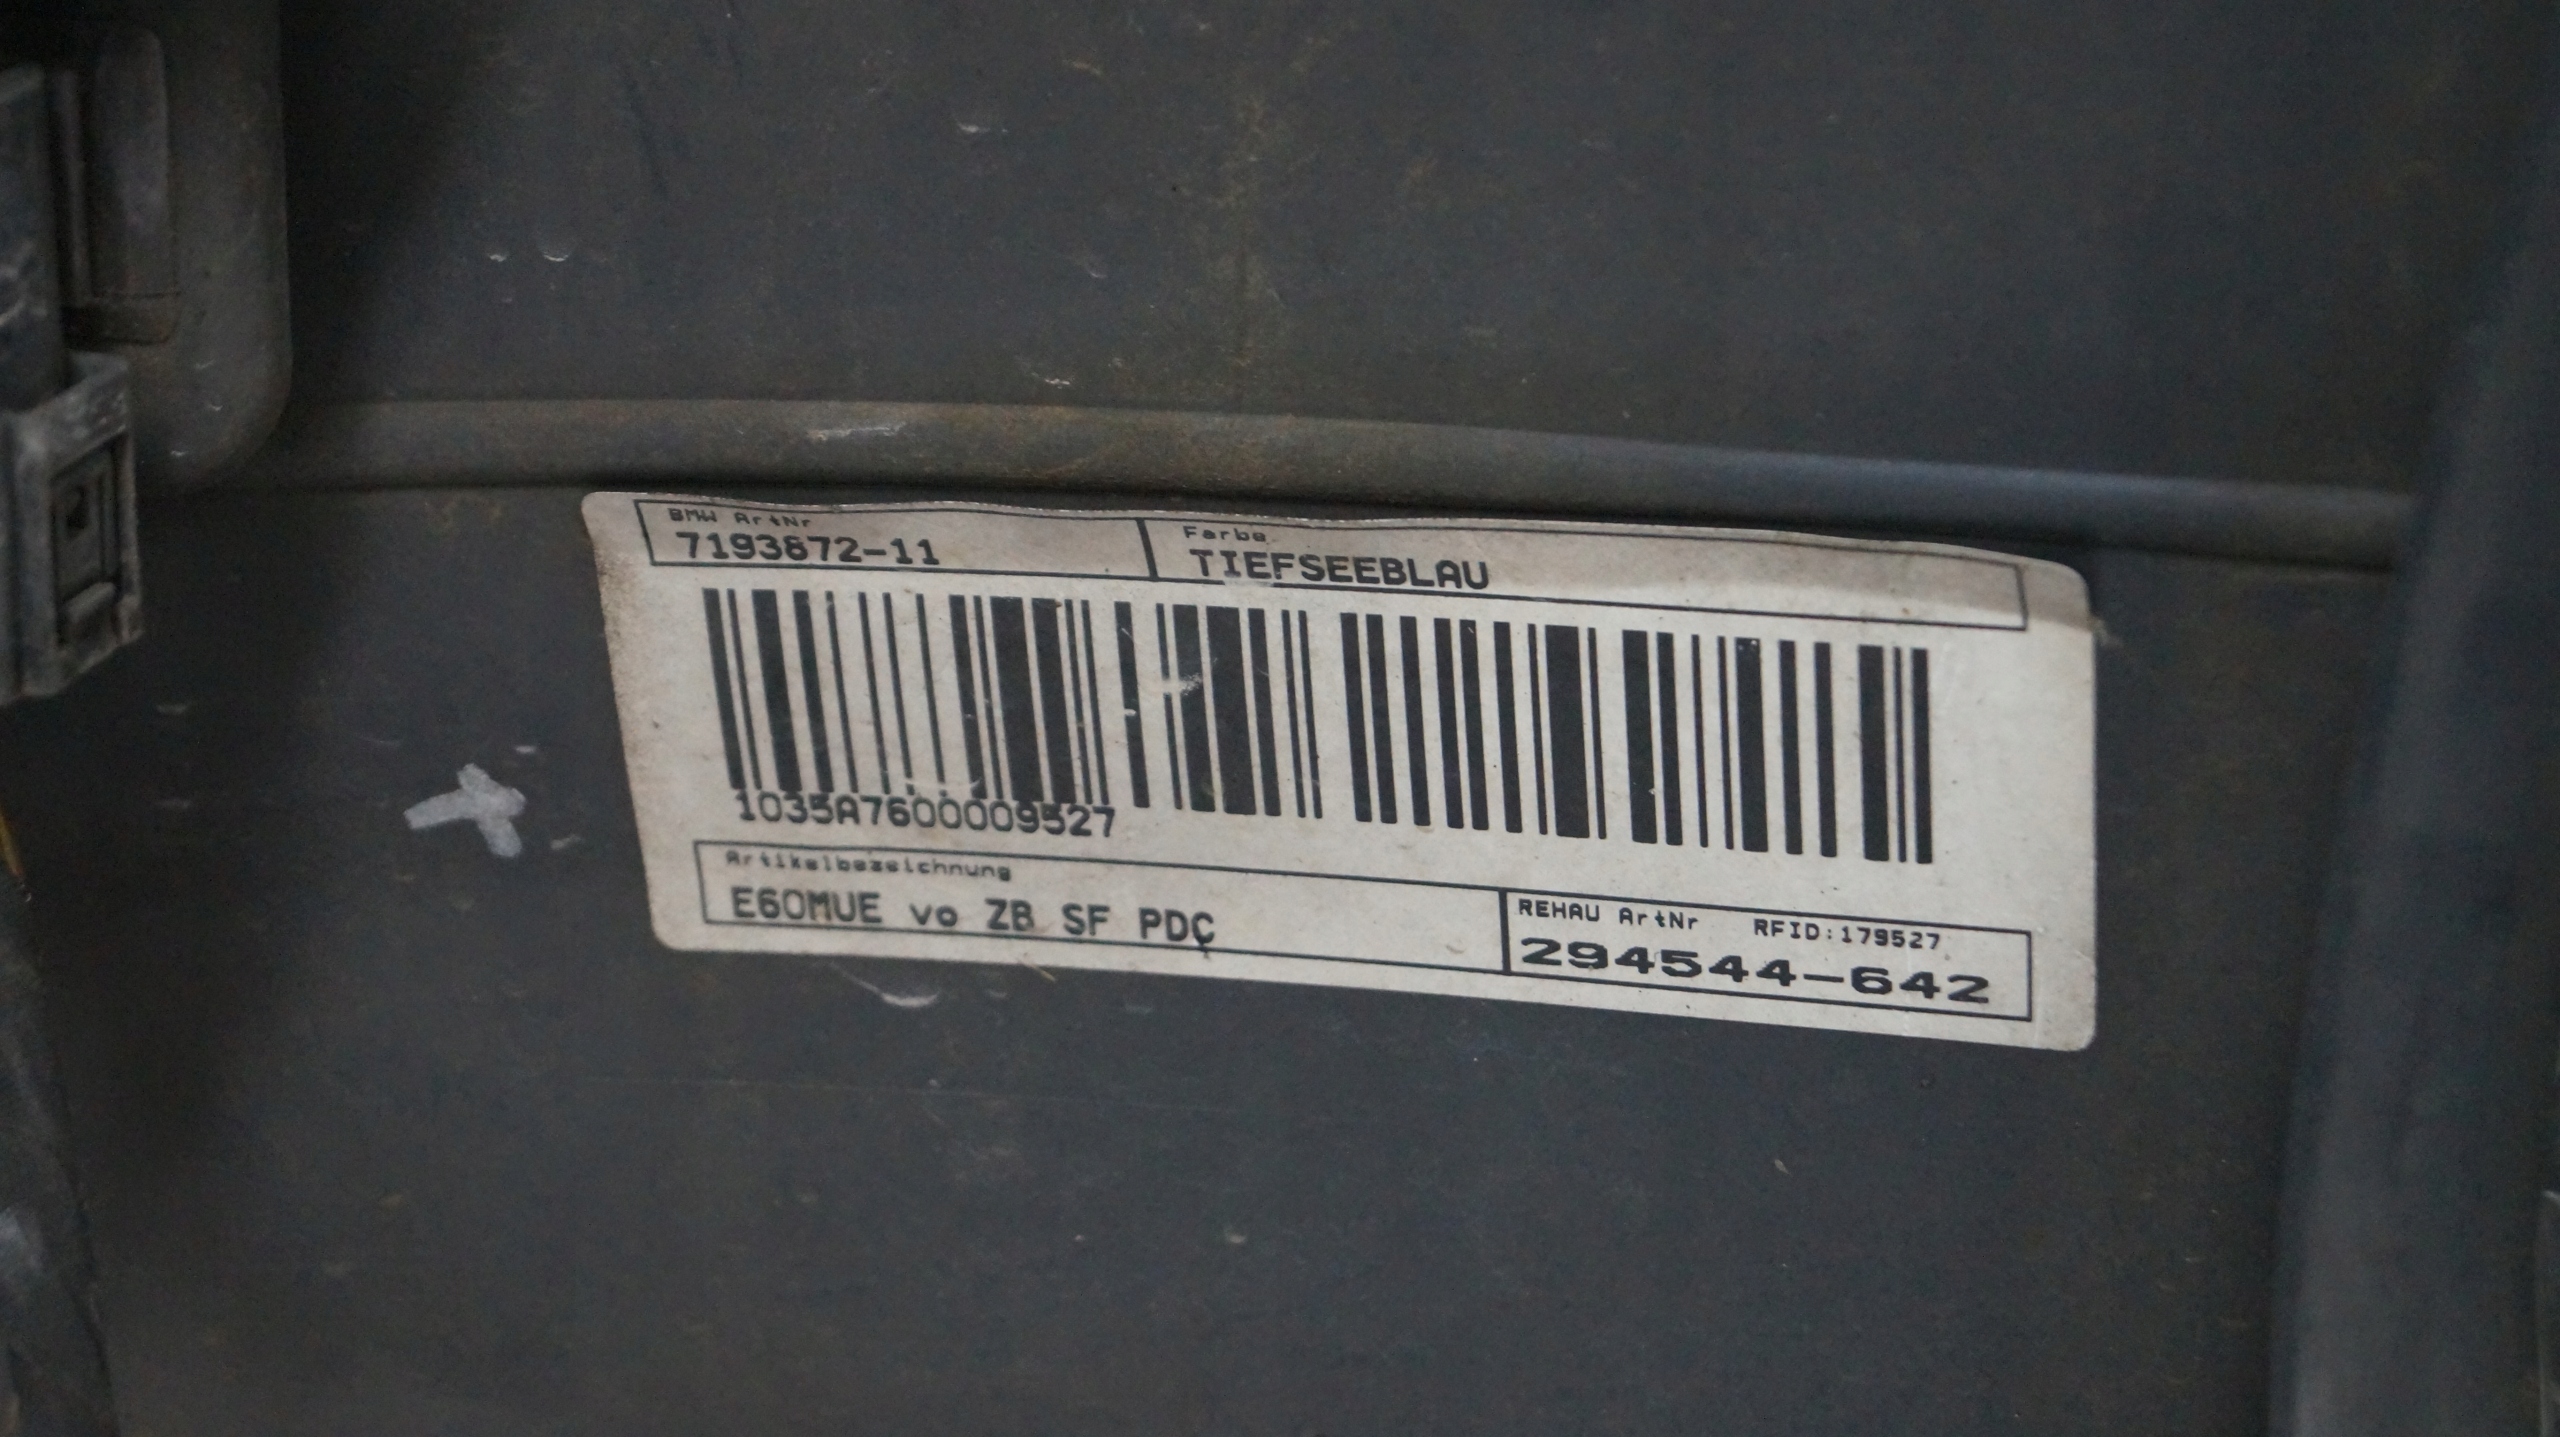 BMW ArtNr
7193872-11
Farbe
TIEFSEEBLAU
1035A7600009527
Artikelbezeichnung
E60MUE vo ZB SF PDC
REHAU ArtNr RFID:179527
294544-642